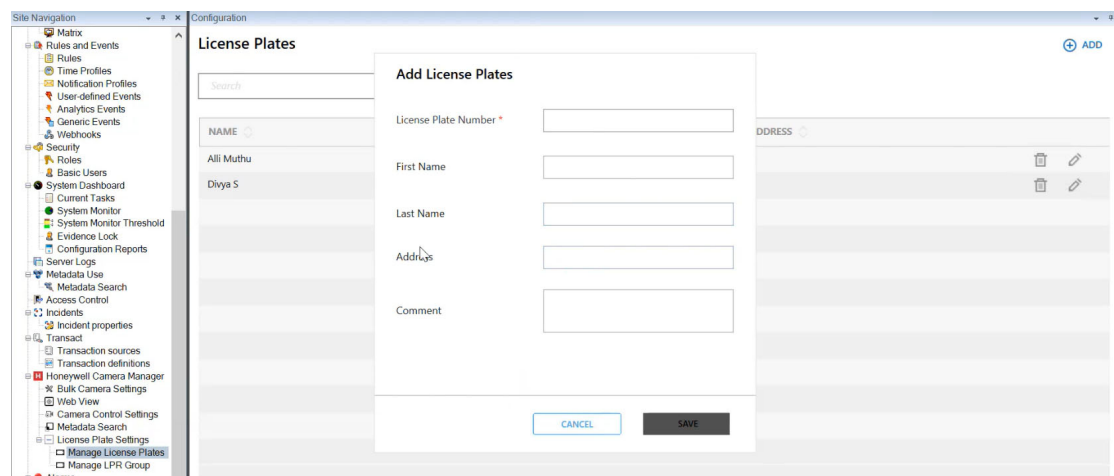 Site Navigation
Configuration
Matrix
Rules and Events
Rules
Time Profiles
Notification Profiles
User-defined Events
Analytics Events
Generic Events
Webhooks
Security
Roles
Basic Users
System Dashboard
Current Tasks
System Monitor
System Monitor Threshold
Evidence Lock
Configuration Reports
Server Logs
Metadata Use
Metadata Search
Access Control
Incidents
Incident properties
Transact
Transaction sources
Transaction definitions
Honeywell Camera Manager
Bulk Camera Settings
Web View
Camera Control Settings
Metadata Search
License Plate Settings
Manage License Plates
Manage LPR Group
License Plates
ADD
Search
NAME
DDRESS
Alli Muthu
Divya S
Add License Plates
License Plate Number *
First Name
Last Name
Address
Comment
CANCEL
SAVE